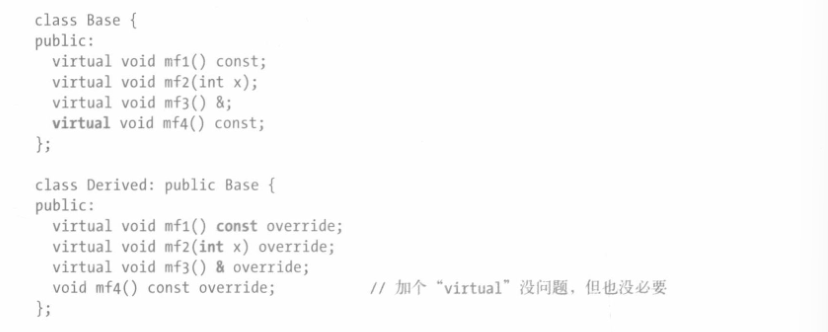 class Base {
public:
  virtual void mf1() const;
  virtual void mf2(int x);
  virtual void mf3() &;
  virtual void mf4() const;
};

class Derived: public Base {
public:
  virtual void mf1() const override;
  virtual void mf2(int x) override;
  virtual void mf3() & override;
  void mf4() const override;          // 加个“virtual”没问题，但也没必要
};